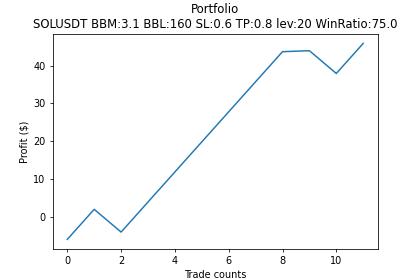 Portfolio
SOLUSDT BBM:3.1 BBL:160 SL:0.6 TP:0.8 lev:20 WinRatio:75.0
Profit ($)
40
30
20
10
0
0 2 4 6 8 10
Trade counts